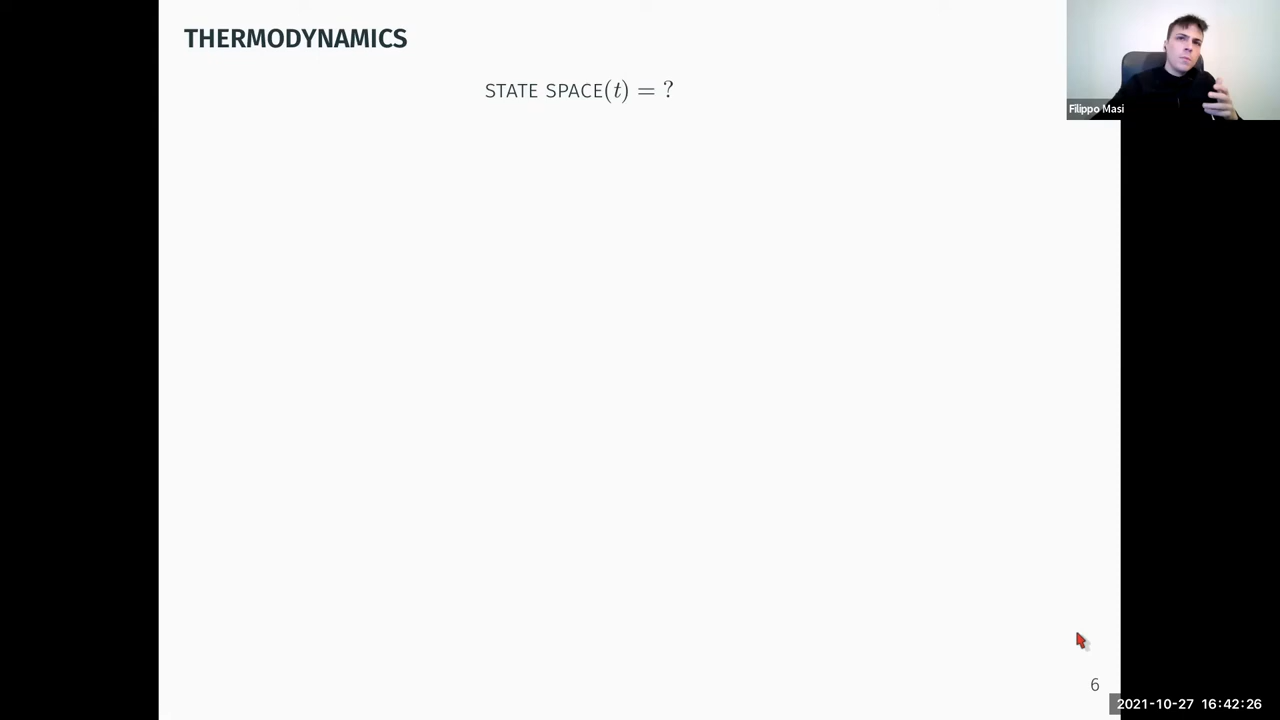 THERMODYNAMICS
STATE SPACE(t) = ?
Filippo Masi
6
2021-10-27 16:42:26